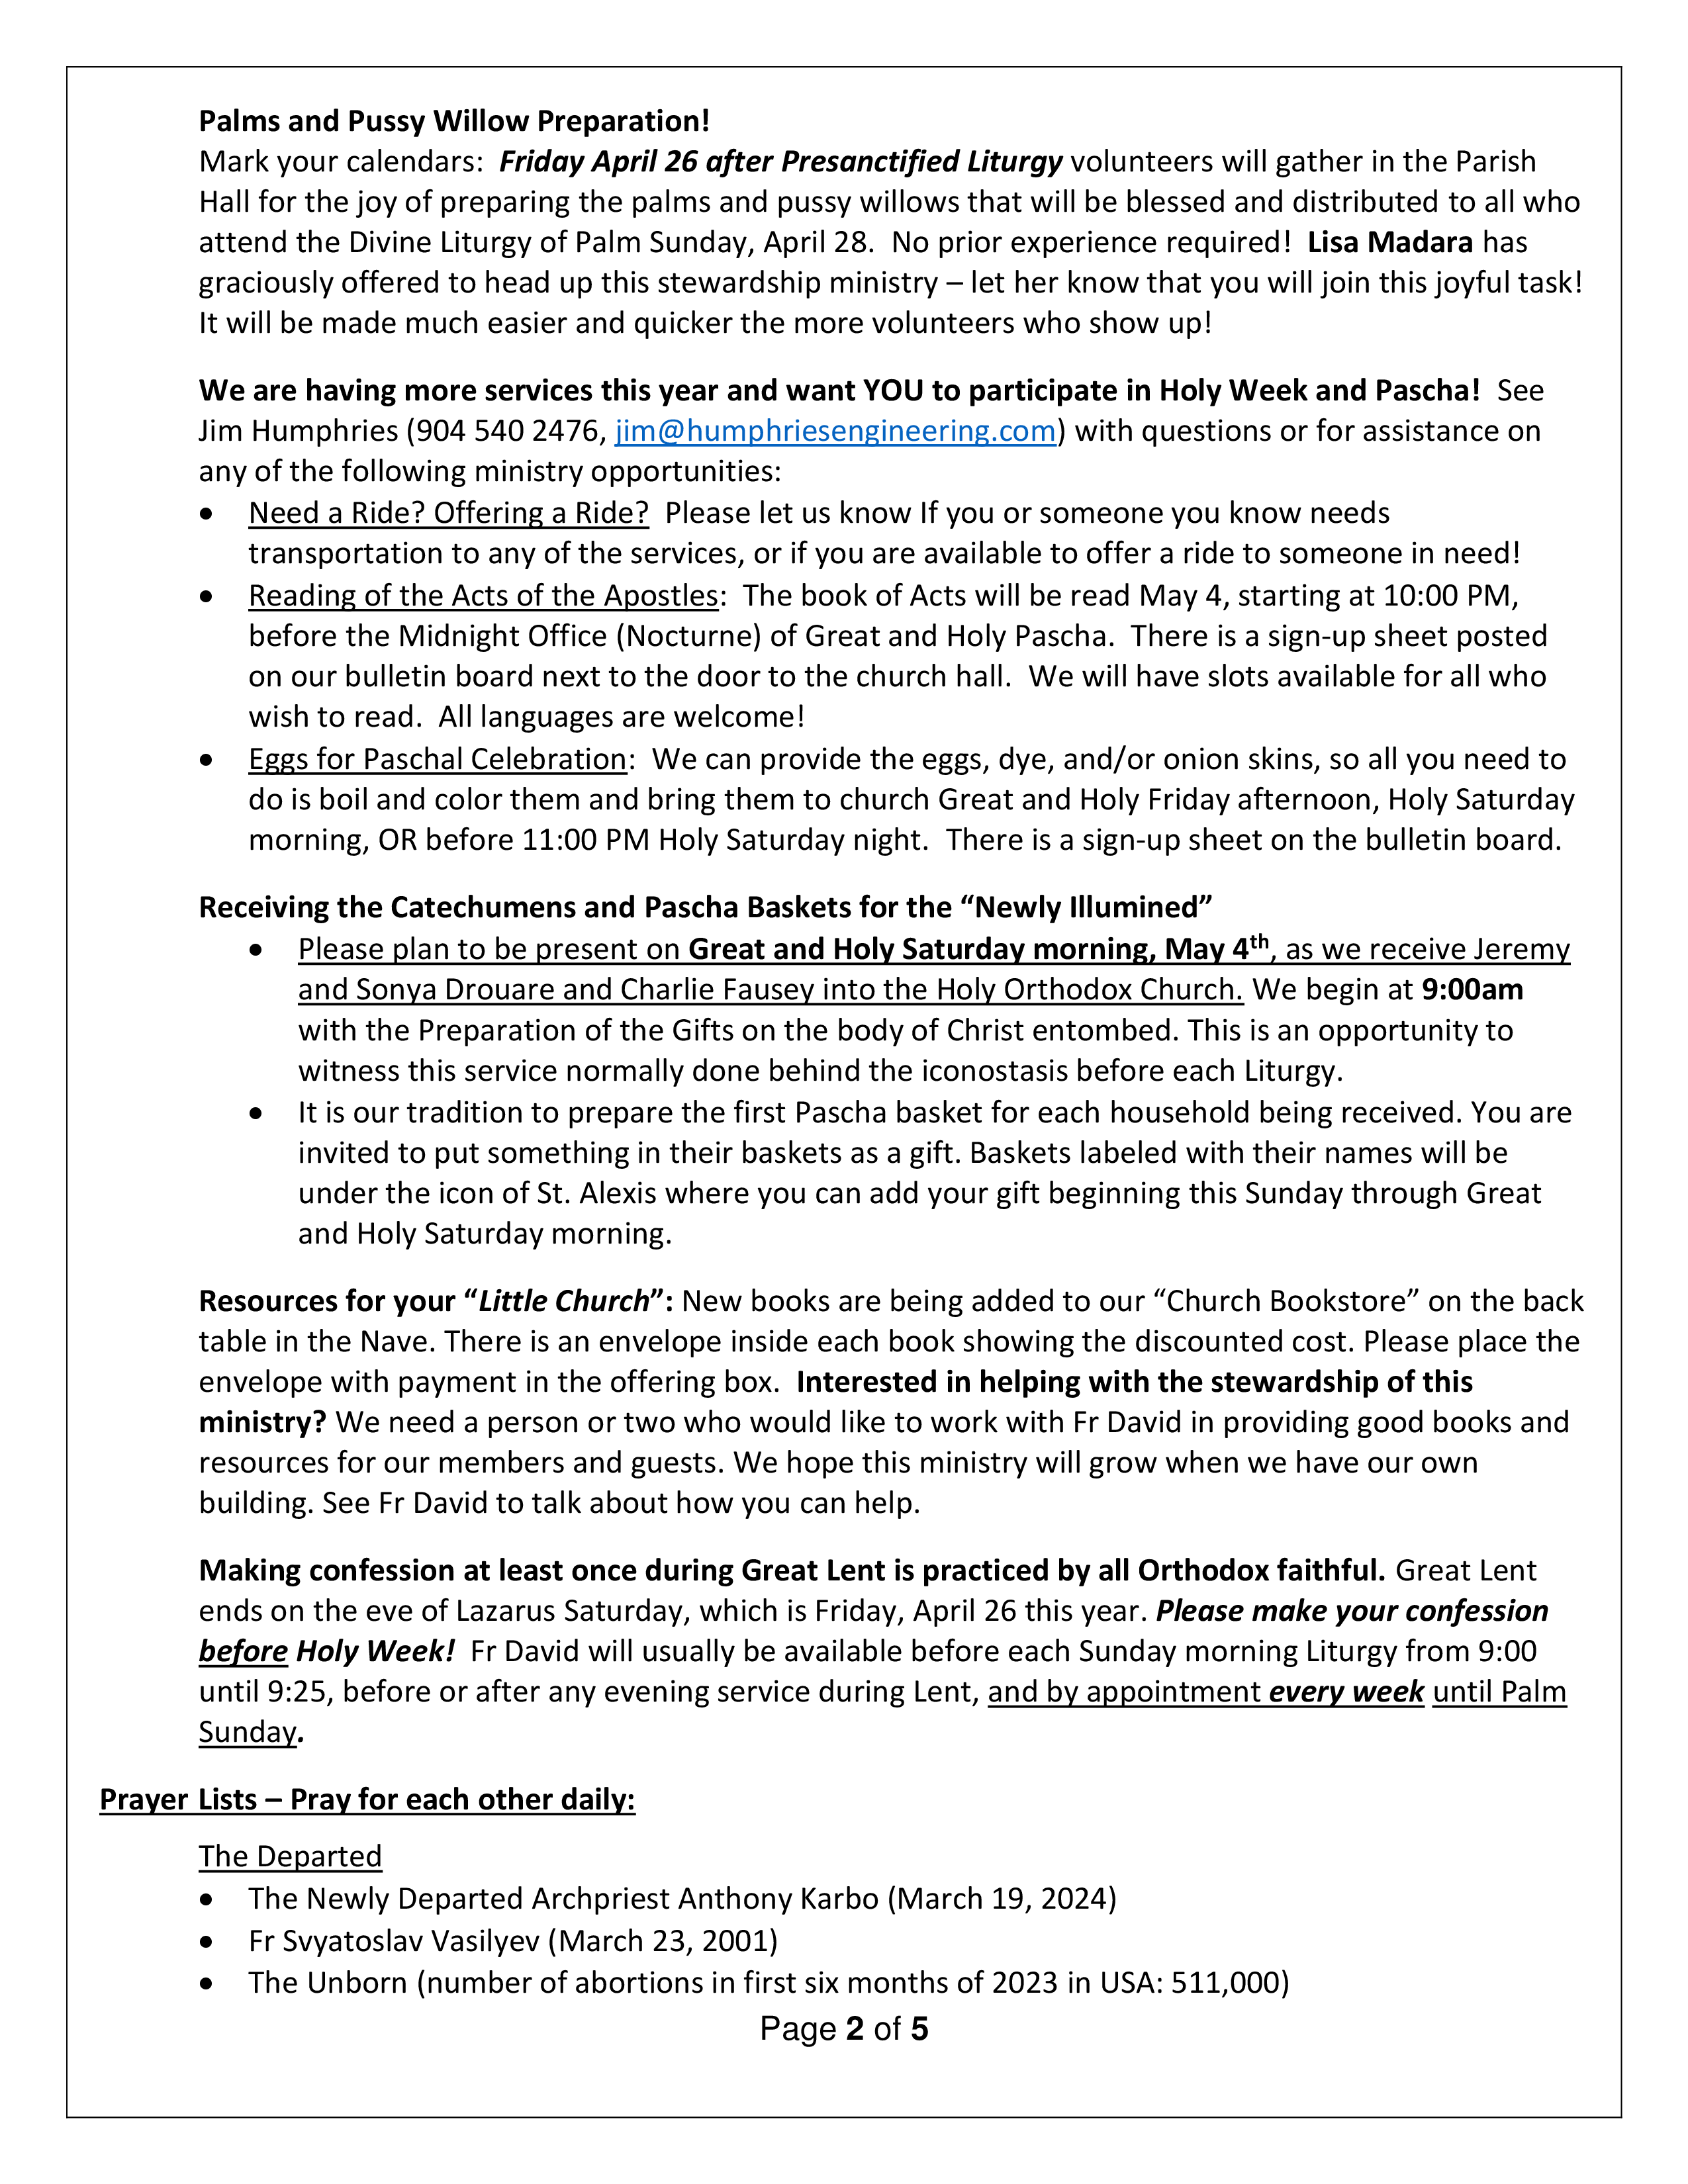 Palms and Pussy Willow Preparation!
Mark your calendars:  Friday April 26 after Presanctified Liturgy volunteers will gather in the Parish
Hall for the joy of preparing the palms and pussy willows that will be blessed and distributed to all who
attend the Divine Liturgy of Palm Sunday, April 28.  No prior experience required!  Lisa Madara has
graciously offered to head up this stewardship ministry – let her know that you will join this joyful task!
It will be made much easier and quicker the more volunteers who show up!
We are having more services this year and want YOU to participate in Holy Week and Pascha!  See
Jim Humphries (904 540 2476, jim@humphriesengineering.com) with questions or for assistance on
any of the following ministry opportunities:
• Need a Ride? Offering a Ride?  Please let us know If you or someone you know needs
transportation to any of the services, or if you are available to offer a ride to someone in need!
• Reading of the Acts of the Apostles:  The book of Acts will be read May 4, starting at 10:00 PM,
before the Midnight Office (Nocturne) of Great and Holy Pascha.  There is a sign-up sheet posted
on our bulletin board next to the door to the church hall.  We will have slots available for all who
wish to read.  All languages are welcome!
• Eggs for Paschal Celebration:  We can provide the eggs, dye, and/or onion skins, so all you need to
do is boil and color them and bring them to church Great and Holy Friday afternoon, Holy Saturday
morning, OR before 11:00 PM Holy Saturday night.  There is a sign-up sheet on the bulletin board.
Receiving the Catechumens and Pascha Baskets for the “Newly Illumined”
• Please plan to be present on Great and Holy Saturday morning, May 4th, as we receive Jeremy
and Sonya Drouare and Charlie Fausey into the Holy Orthodox Church. We begin at 9:00am
with the Preparation of the Gifts on the body of Christ entombed. This is an opportunity to
witness this service normally done behind the iconostasis before each Liturgy.
• It is our tradition to prepare the first Pascha basket for each household being received. You are
invited to put something in their baskets as a gift. Baskets labeled with their names will be
under the icon of St. Alexis where you can add your gift beginning this Sunday through Great
and Holy Saturday morning.
Resources for your “Little Church”: New books are being added to our “Church Bookstore” on the back
table in the Nave. There is an envelope inside each book showing the discounted cost. Please place the
envelope with payment in the offering box.  Interested in helping with the stewardship of this
ministry? We need a person or two who would like to work with Fr David in providing good books and
resources for our members and guests. We hope this ministry will grow when we have our own
building. See Fr David to talk about how you can help.
Making confession at least once during Great Lent is practiced by all Orthodox faithful. Great Lent
ends on the eve of Lazarus Saturday, which is Friday, April 26 this year. Please make your confession
before Holy Week!  Fr David will usually be available before each Sunday morning Liturgy from 9:00
until 9:25, before or after any evening service during Lent, and by appointment every week until Palm
Sunday.
Prayer Lists – Pray for each other daily:
The Departed
• The Newly Departed Archpriest Anthony Karbo (March 19, 2024)
• Fr Svyatoslav Vasilyev (March 23, 2001)
• The Unborn (number of abortions in first six months of 2023 in USA: 511,000)
Page 2 of 5